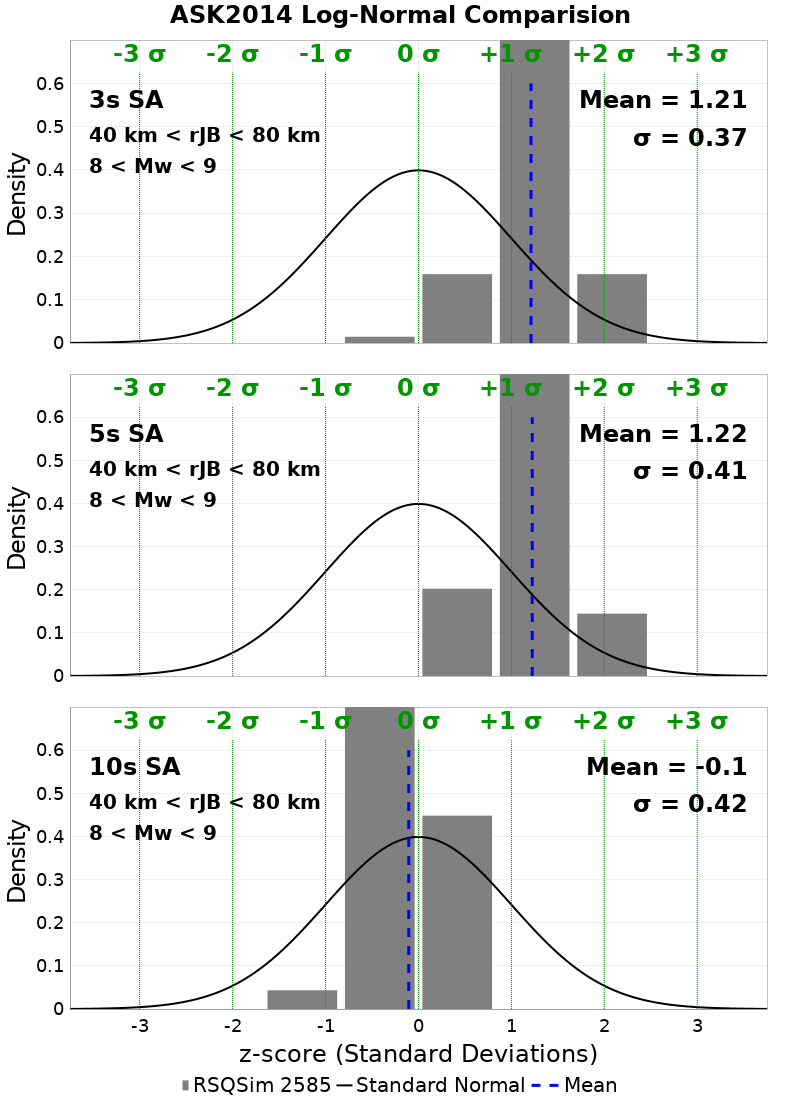 ASK2014 Log-Normal Comparision
-3 σ -2 σ -1 σ 0 σ +1 σ +2 σ +3 σ
3s SA
40 km < rJB < 80 km
8 < Mw < 9
Mean = 1.21
σ = 0.37
Density
0.6
0.5
0.4
0.3
0.2
0.1
0
-3 σ -2 σ -1 σ 0 σ +1 σ +2 σ +3 σ
5s SA
40 km < rJB < 80 km
8 < Mw < 9
Mean = 1.22
σ = 0.41
Density
0.6
0.5
0.4
0.3
0.2
0.1
0
-3 σ -2 σ -1 σ 0 σ +1 σ +2 σ +3 σ
10s SA
40 km < rJB < 80 km
8 < Mw < 9
Mean = -0.1
σ = 0.42
Density
0.6
0.5
0.4
0.3
0.2
0.1
0
-3 -2 -1 0 1 2 3
z-score (Standard Deviations)
RSQSim 2585 Standard Normal Mean